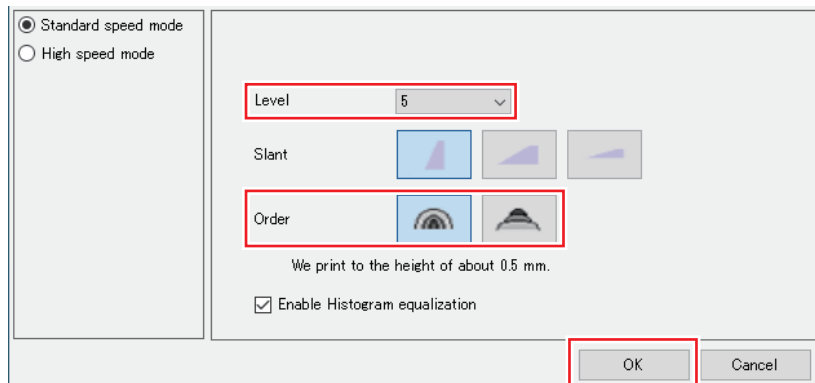 Standard speed mode
High speed mode
Level 5
Slant
Order
We print to the height of about 0.5 mm.
Enable Histogram equalization
OK Cancel